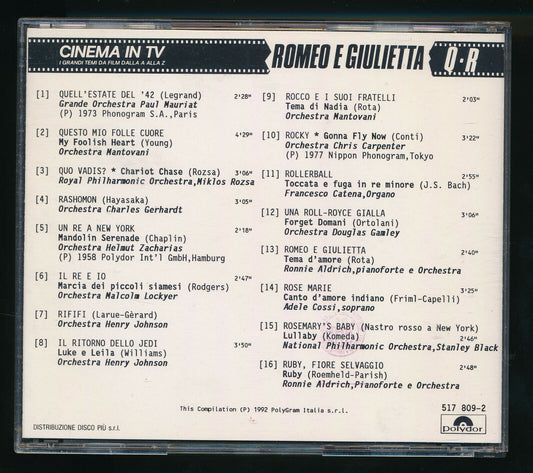 CINEMA IN TV
I GRANDI TEMI DA FILM DALLA A ALLA Z
ROMEO E GIULIETTA
Q·R
[1] QUELL'ESTATE DEL '42 (Legrand) 2'28"
Grande Orchestra Paul Mauriat
(P) 1973 Phonogram S.A.,Paris
[2] QUESTO MIO FOLLE CUORE 4'29"
My Foolish Heart (Young)
Orchestra Mantovani
[3] QUO VADIS? * Chariot Chase (Rozsa) 3'06"
Royal Philharmonic Orchestra,Miklos Rozsa
[4] RASHOMON (Hayasaka) 3'05"
Orchestra Charles Gerhardt
[5] UN RE A NEW YORK 2'18"
Mandolin Serenade (Chaplin)
Orchestra Helmut Zacharias
(P) 1958 Polydor Int'l GmbH,Hamburg
[6] IL RE E IO 2'47"
Marcia dei piccoli siamesi (Rodgers)
Orchestra Malcolm Lockyer
[7] RIFIFI (Larue-Gèrard)
Orchestra Henry Johnson
[8] IL RITORNO DELLO JEDI 3'50"
Luke e Leila (Williams)
Orchestra Henry Johnson
[9] ROCCO E I SUOI FRATELLI 2'03"
Tema di Nadia (Rota)
Orchestra Mantovani
[10] ROCKY * Gonna Fly Now (Conti) 3'22"
Orchestra Chris Carpenter
(P) 1977 Nippon Phonogram,Tokyo
[11] ROLLERBALL 2'55"
Toccata e fuga in re minore (J.S. Bach)
Francesco Catena,Organo
[12] UNA ROLL-ROYCE GIALLA 3'06"
Forget Domani (Ortolani)
Orchestra Douglas Gamley
[13] ROMEO E GIULIETTA 2'40"
Tema d'amore (Rota)
Ronnie Aldrich,pianoforte e Orchestra
[14] ROSE MARIE 3'25"
Canto d'amore indiano (Friml-Capelli)
Adele Cossi,soprano
[15] ROSEMARY'S BABY (Nastro rosso a New York)
Lullaby (Komeda) 2'46"
National Philharmonic Orchestra,Stanley Black
[16] RUBY, FIORE SELVAGGIO 2'48"
Ruby (Roemheld-Parish)
Ronnie Aldrich,Pianoforte e Orchestra
This Compilation (P) 1992 PolyGram Italia s.r.l.
517 809-2
polydor
DISTRIBUZIONE DISCO PIÙ s.r.l.